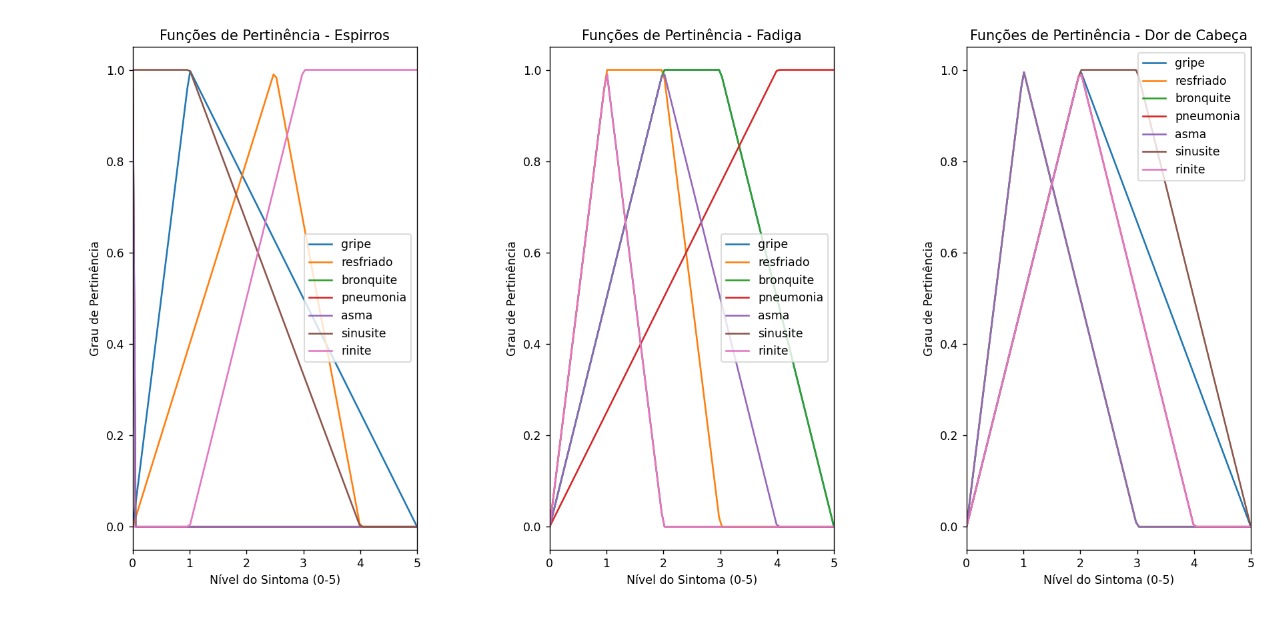 Funções de Pertinência - Espirros
1.0
0.8
0.6
0.4
0.2
0.0
Grau de Pertinência
gripe
resfriado
bronquite
pneumonia
asma
sinusite
rinite
0 1 2 3 4 5
Nível do Sintoma (0-5)
Funções de Pertinência - Fadiga
1.0
0.8
0.6
0.4
0.2
0.0
Grau de Pertinência
gripe
resfriado
bronquite
pneumonia
asma
sinusite
rinite
0 1 2 3 4 5
Nível do Sintoma (0-5)
Funções de Pertinência - Dor de Cabeça
1.0
0.8
0.6
0.4
0.2
0.0
Grau de Pertinência
gripe
resfriado
bronquite
pneumonia
asma
sinusite
rinite
0 1 2 3 4 5
Nível do Sintoma (0-5)